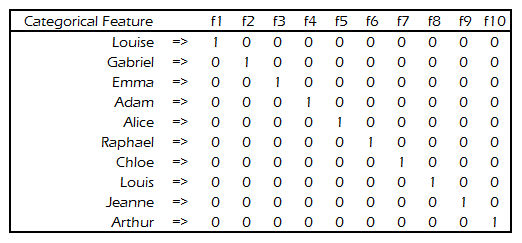 Categorical Feature f1 f2 f3 f4 f5 f6 f7 f8 f9 f10
Louise => 1 0 0 0 0 0 0 0 0 0
Gabriel => 0 1 0 0 0 0 0 0 0 0
Emma => 0 0 1 0 0 0 0 0 0 0
Adam => 0 0 0 1 0 0 0 0 0 0
Alice => 0 0 0 0 1 0 0 0 0 0
Raphael => 0 0 0 0 0 1 0 0 0 0
Chloe => 0 0 0 0 0 0 1 0 0 0
Louis => 0 0 0 0 0 0 0 1 0 0
Jeanne => 0 0 0 0 0 0 0 0 1 0
Arthur => 0 0 0 0 0 0 0 0 0 1